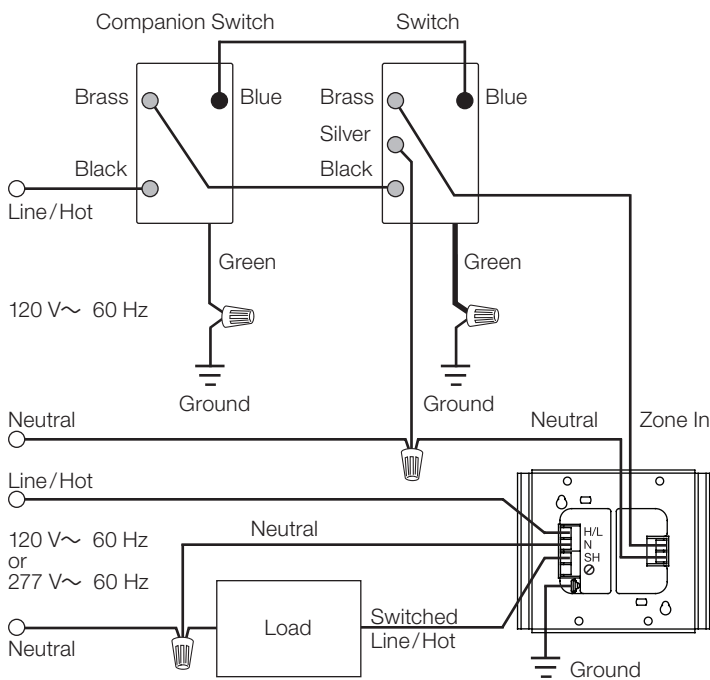 Companion Switch
Switch
Brass
Blue
Brass
Blue
Silver
Black
Black
Line/Hot
Green
Green
120 V~ 60 Hz
Ground
Ground
Neutral
Neutral
Zone In
Line/Hot
Neutral
H/L
N
SH
120 V~ 60 Hz
or
277 V~ 60 Hz
Load
Switched
Line/Hot
Neutral
Ground